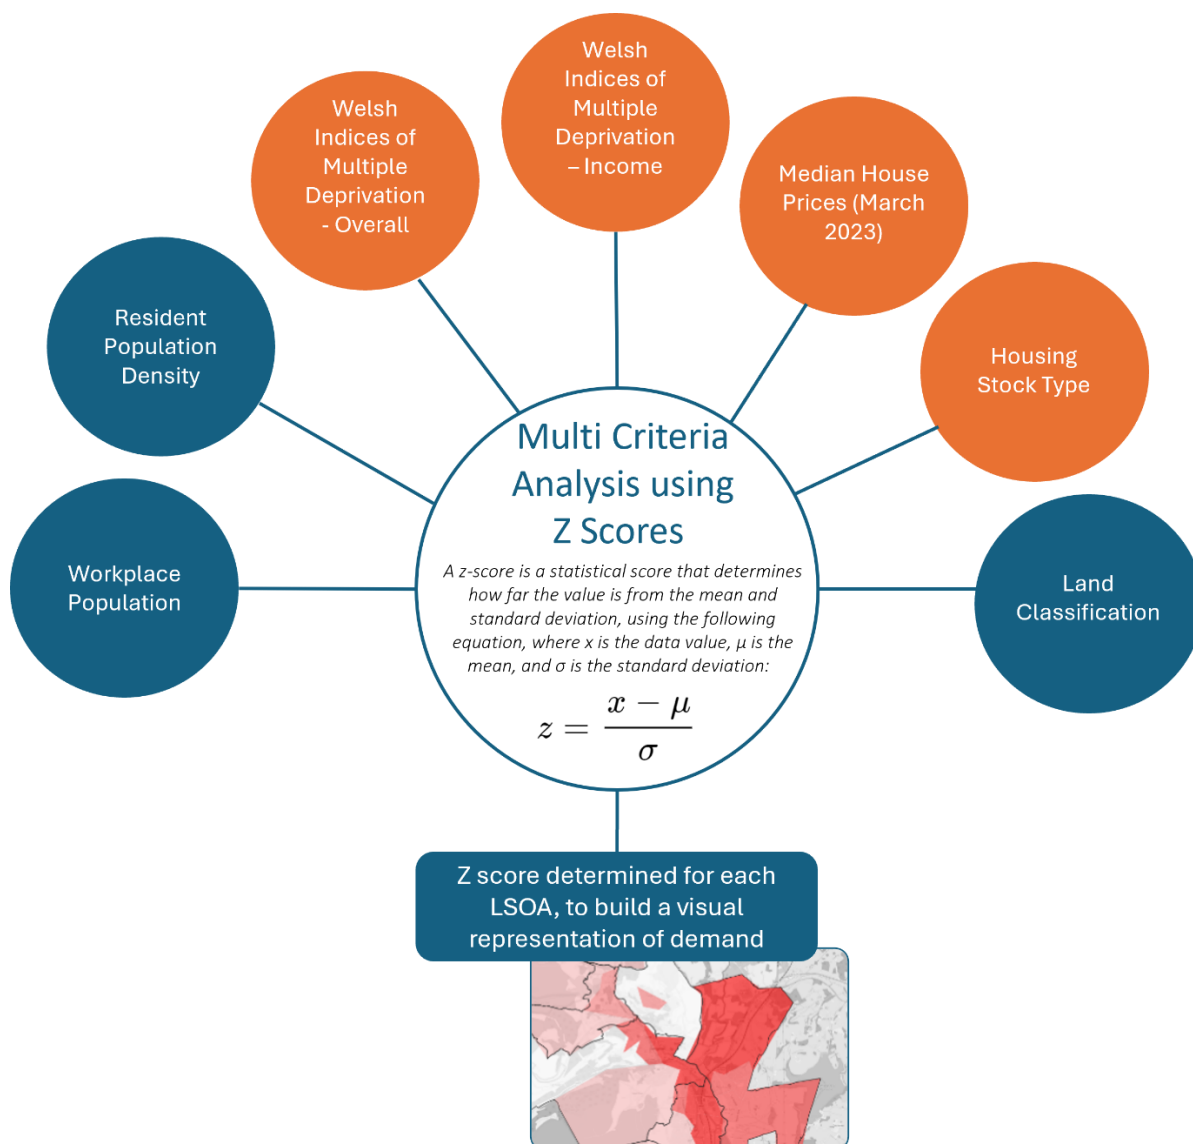 Welsh
Indices of
Multiple
Deprivation
– Income
Welsh
Indices of
Multiple
Deprivation
- Overall
Median House
Prices (March
2023)
Resident
Population
Density
Housing
Stock Type
Workplace
Population
Land
Classification
Multi Criteria
Analysis using
Z Scores
A z-score is a statistical score that determines
how far the value is from the mean and
standard deviation, using the following
equation, where x is the data value, μ is the
mean, and σ is the standard deviation:
z = (x − μ) / σ
Z score determined for each
LSOA, to build a visual
representation of demand